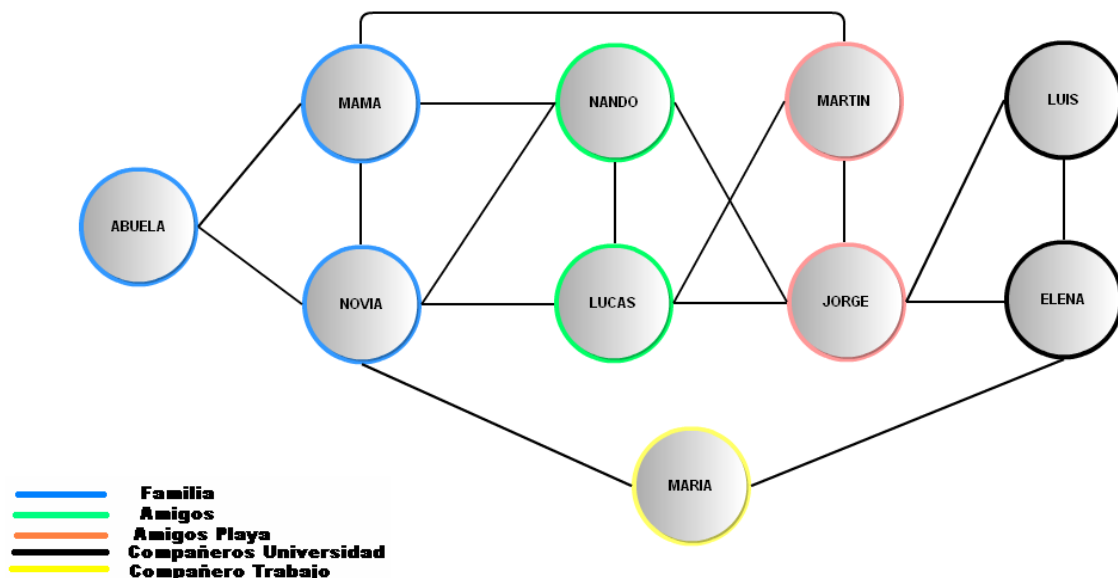 MAMA
NANDO
MARTIN
LUIS
ABUELA
NOVIA
LUCAS
JORGE
ELENA
MARIA
Familia
Amigos
Amigos Playa
Compañeros Universidad
Compañero Trabajo